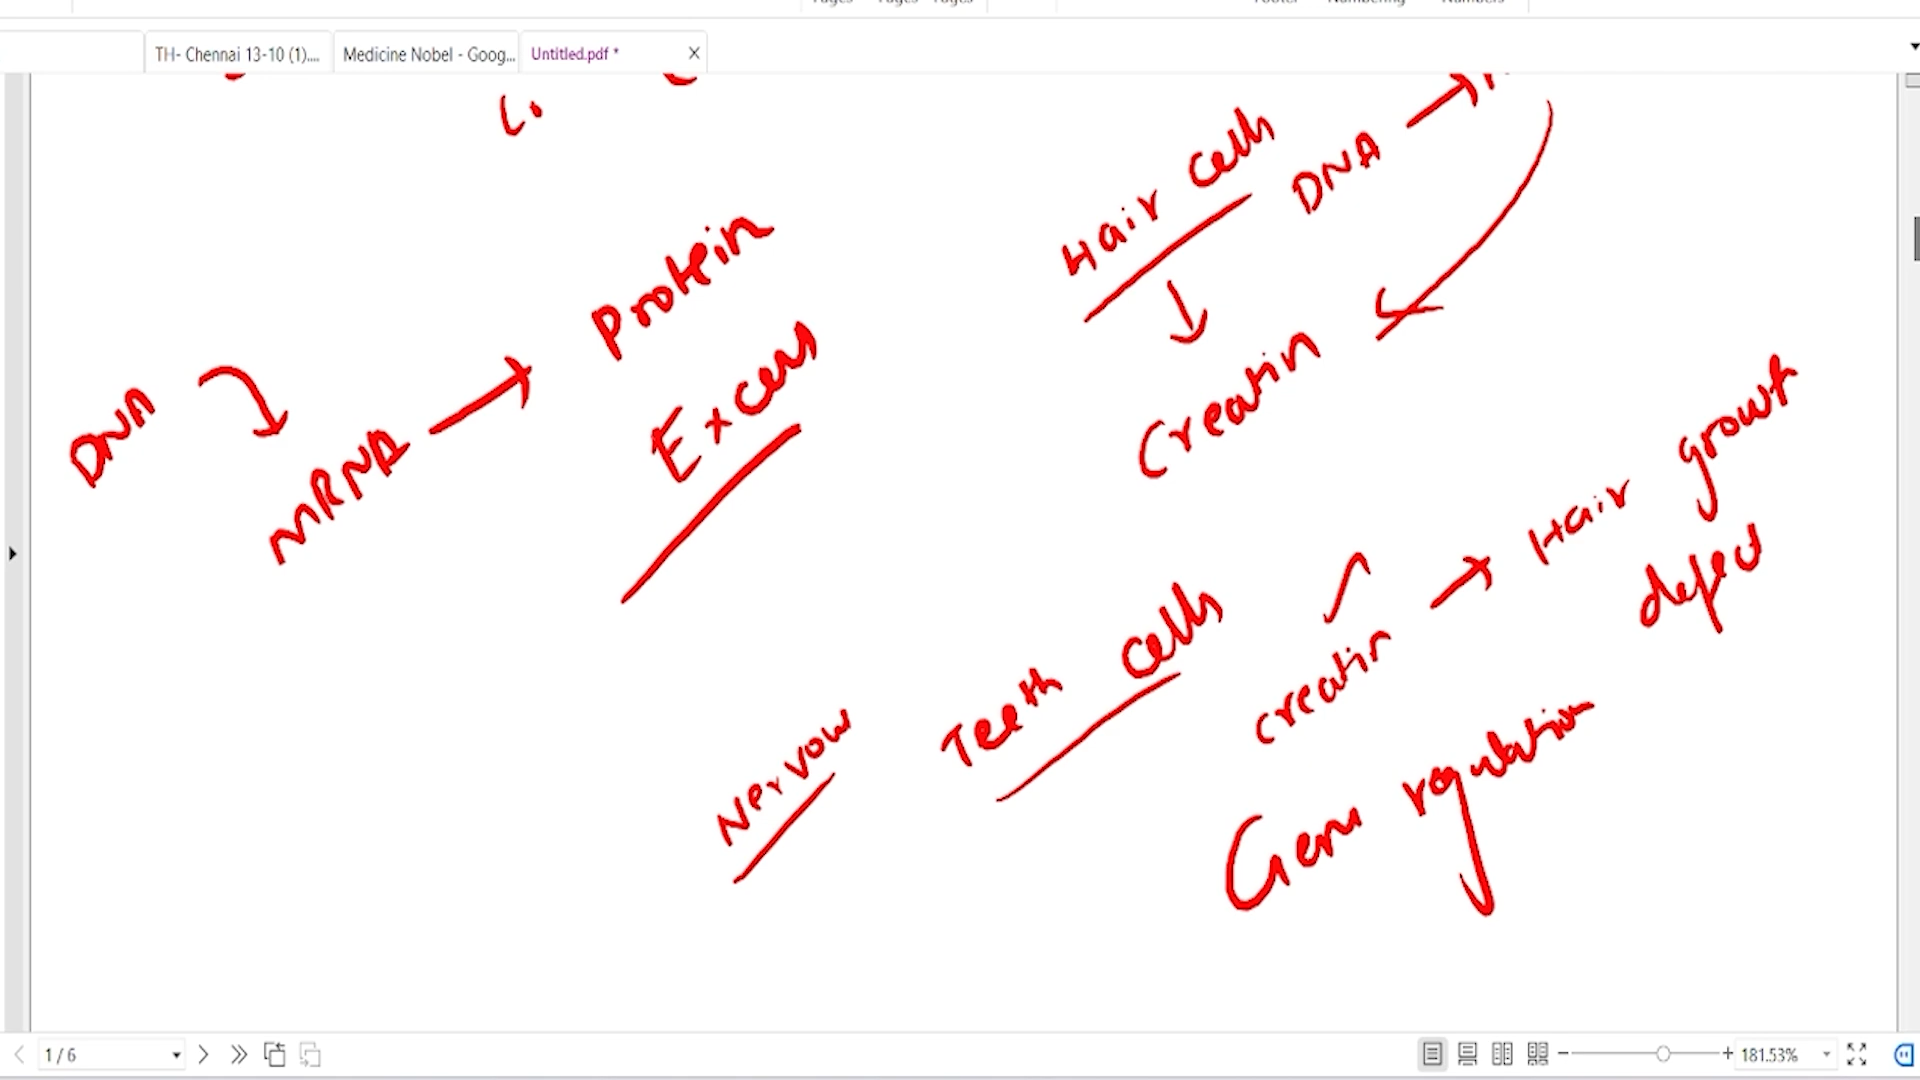 TH- Chennai 13-10 (1)....
Medicine Nobel - Goog...
Untitled.pdf *
Hair Cells
DNA
Protein
Excess
DNA
mRNA
Creatin
Hair growt
defect
Teeth Cells
creatin
Nervous
Gene regulation
1 / 6
181.53%